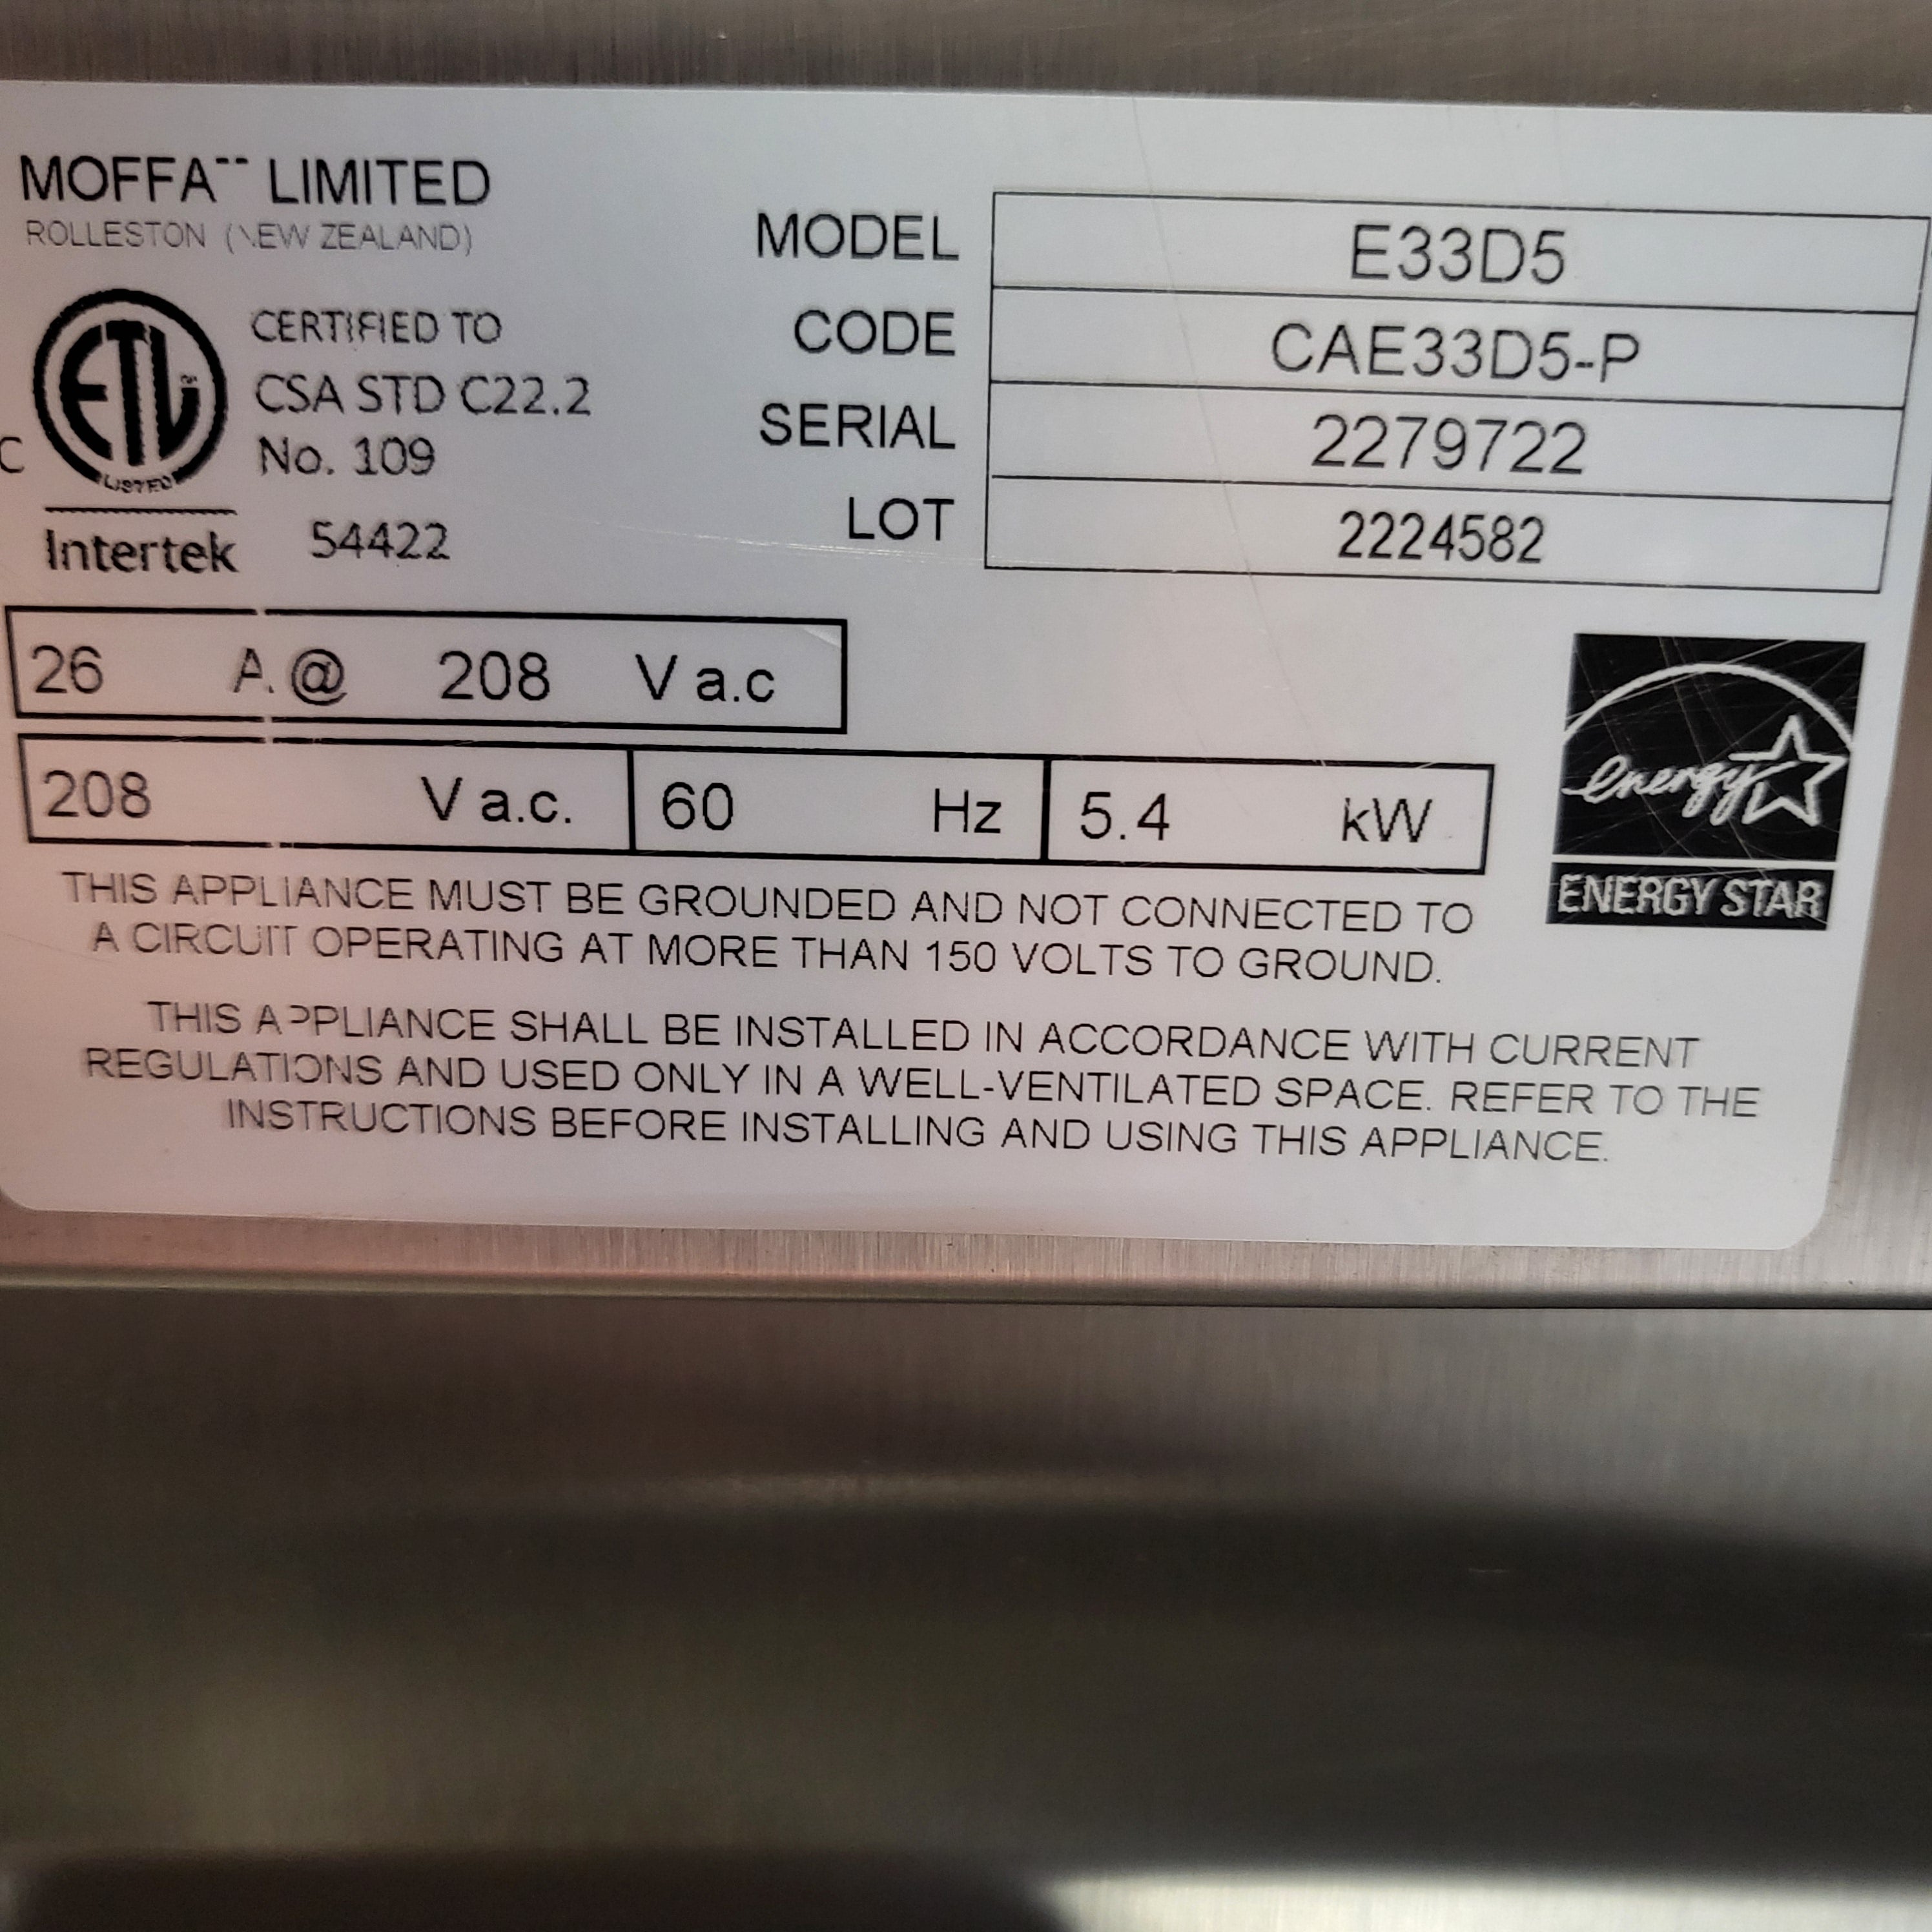 MOFFA-- LIMITED
ROLLESTON (NEW ZEALAND)
C
ETL
LISTED
CERTIFIED TO
CSA STD C22.2
No. 109
Intertek 54422
MODEL E33D5
CODE CAE33D5-P
SERIAL 2279722
LOT 2224582
26 A.@ 208 V a.c
208 V a.c. 60 Hz 5.4 kW
energy
ENERGY STAR
THIS APPLIANCE MUST BE GROUNDED AND NOT CONNECTED TO
A CIRCUIT OPERATING AT MORE THAN 150 VOLTS TO GROUND.
THIS APPLIANCE SHALL BE INSTALLED IN ACCORDANCE WITH CURRENT
REGULATIONS AND USED ONLY IN A WELL-VENTILATED SPACE. REFER TO THE
INSTRUCTIONS BEFORE INSTALLING AND USING THIS APPLIANCE.